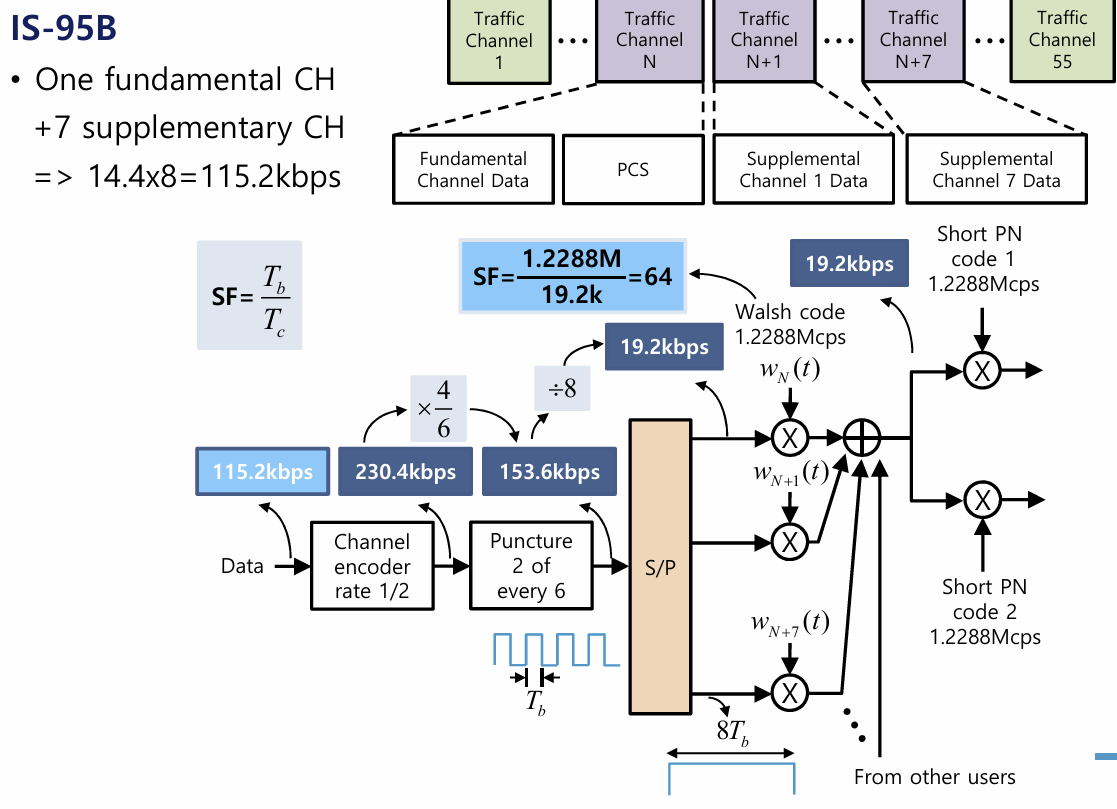 IS-95B
• One fundamental CH
+7 supplementary CH
=> 14.4x8=115.2kbps
Traffic Channel 1
•••
Traffic Channel N
Traffic Channel N+1
•••
Traffic Channel N+7
•••
Traffic Channel 55
Fundamental
Channel Data
PCS
Supplemental
Channel 1 Data
Supplemental
Channel 7 Data
SF= T_b / T_c
SF= 1.2288M / 19.2k =64
19.2kbps
Short PN
code 1
1.2288Mcps
Walsh code
1.2288Mcps
19.2kbps
÷8
× 4/6
w_N(t)
X
X
115.2kbps
230.4kbps
153.6kbps
w_{N+1}(t)
X
X
Data
Channel
encoder
rate 1/2
Puncture
2 of
every 6
S/P
Short PN
code 2
1.2288Mcps
w_{N+7}(t)
X
T_b
8T_b
From other users